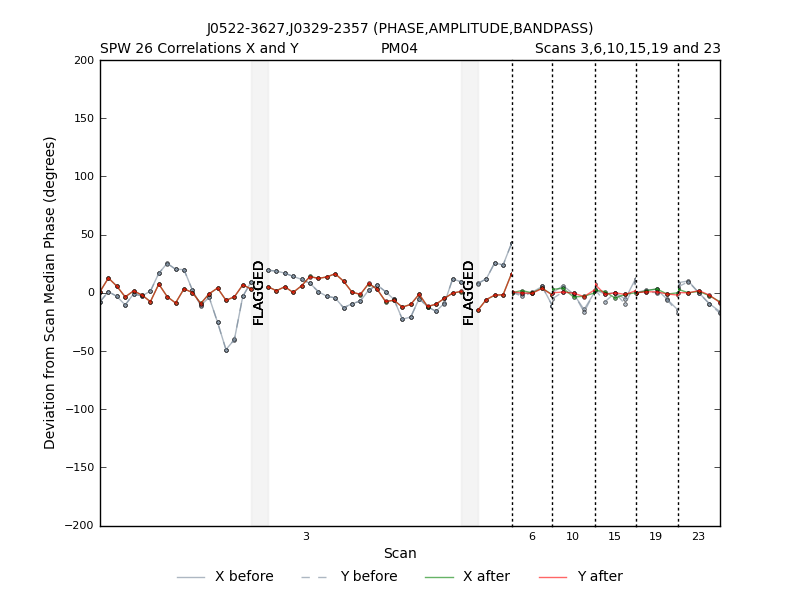 J0522-3627,J0329-2357 (PHASE,AMPLITUDE,BANDPASS)
SPW 26 Correlations X and Y PM04 Scans 3,6,10,15,19 and 23
200
150
100
50
0
−50
−100
−150
−200
Deviation from Scan Median Phase (degrees)
FLAGGED
FLAGGED
3 6 10 15 19 23
Scan
X before Y before X after Y after